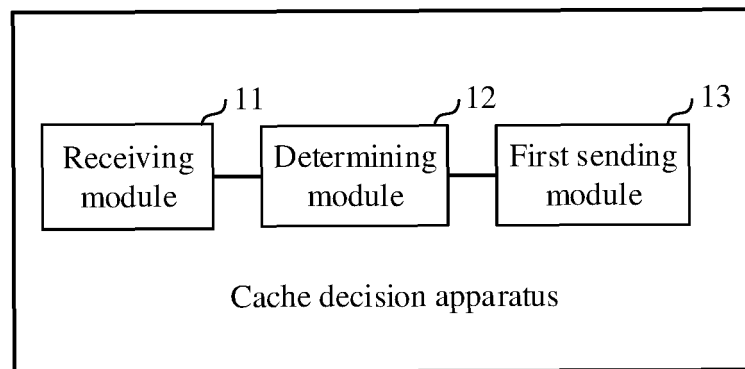 11
12
13
Receiving
module
Determining
module
First sending
module
Cache decision apparatus